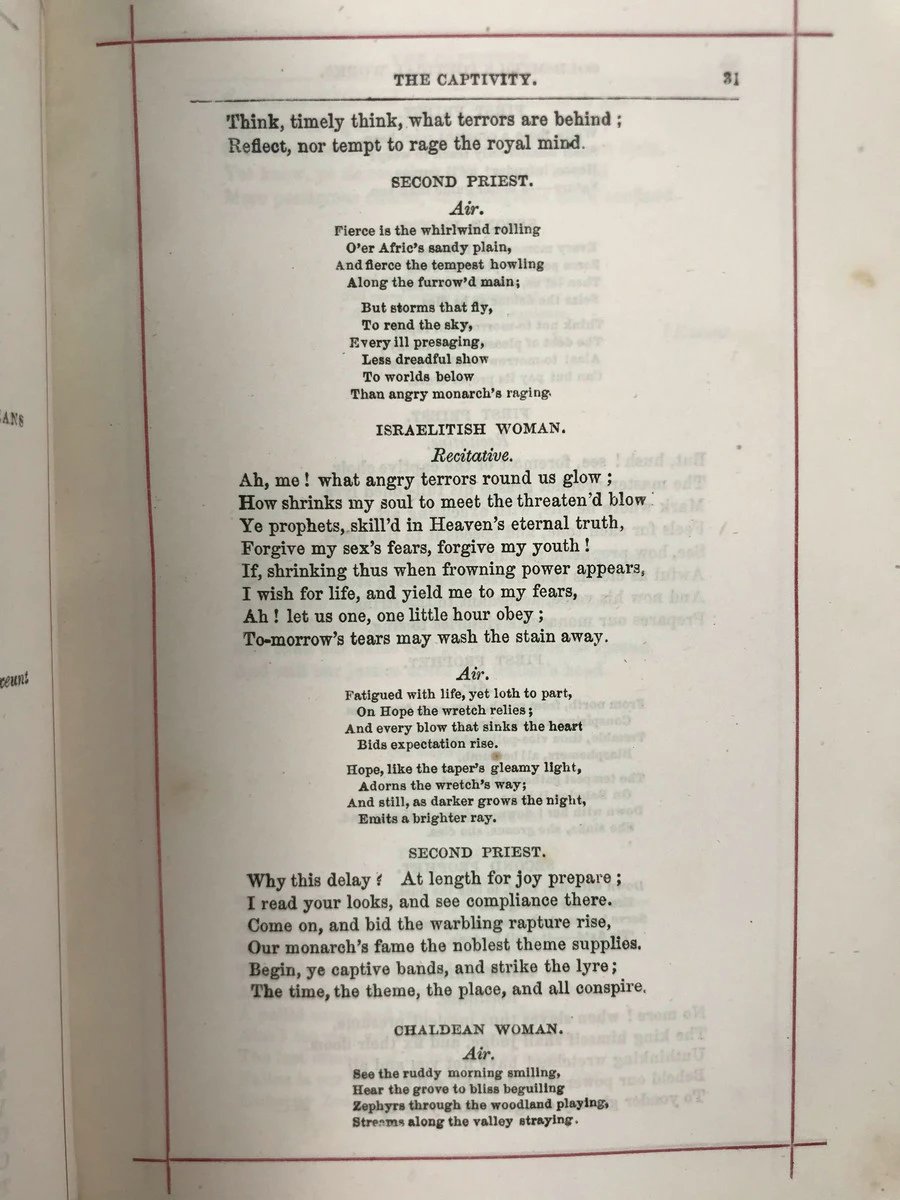 THE CAPTIVITY. 31
Think, timely think, what terrors are behind ;
Reflect, nor tempt to rage the royal mind.
SECOND PRIEST.
Air.
Fierce is the whirlwind rolling
O'er Afric's sandy plain,
And fierce the tempest howling
Along the furrow'd main;
But storms that fly,
To rend the sky,
Every ill presaging,
Less dreadful show
To worlds below
Than angry monarch's raging.
ISRAELITISH WOMAN.
Recitative.
Ah, me ! what angry terrors round us glow ;
How shrinks my soul to meet the threaten'd blow
Ye prophets, skill'd in Heaven's eternal truth,
Forgive my sex's fears, forgive my youth !
If, shrinking thus when frowning power appears,
I wish for life, and yield me to my fears,
Ah ! let us one, one little hour obey ;
To-morrow's tears may wash the stain away.
Air.
Fatigued with life, yet loth to part,
On Hope the wretch relies;
And every blow that sinks the heart
Bids expectation rise.
Hope, like the taper's gleamy light,
Adorns the wretch's way;
And still, as darker grows the night,
Emits a brighter ray.
SECOND PRIEST.
Why this delay ? At length for joy prepare ;
I read your looks, and see compliance there.
Come on, and bid the warbling rapture rise,
Our monarch's fame the noblest theme supplies.
Begin, ye captive bands, and strike the lyre;
The time, the theme, the place, and all conspire.
CHALDEAN WOMAN.
Air.
See the ruddy morning smiling,
Hear the grove to bliss beguiling
Zephyrs through the woodland playing,
Streams along the valley straying.